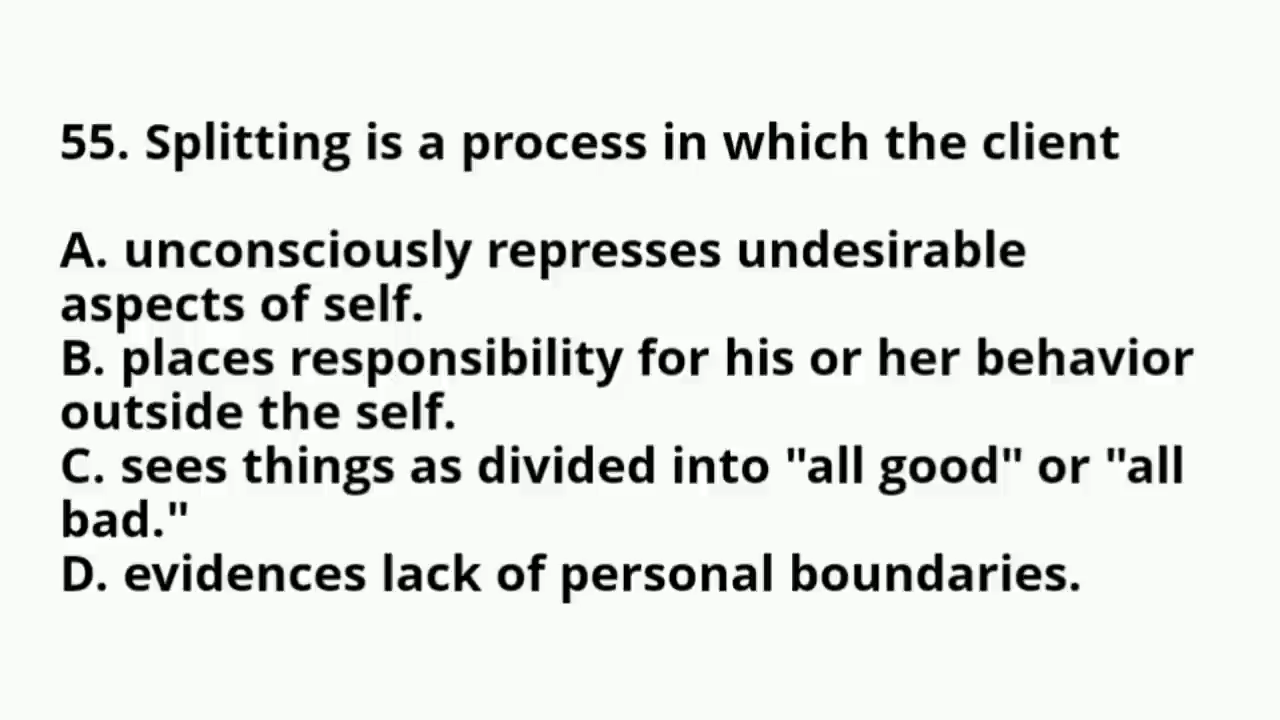 55. Splitting is a process in which the client
A. unconsciously represses undesirable
aspects of self.
B. places responsibility for his or her behavior
outside the self.
C. sees things as divided into "all good" or "all
bad."
D. evidences lack of personal boundaries.